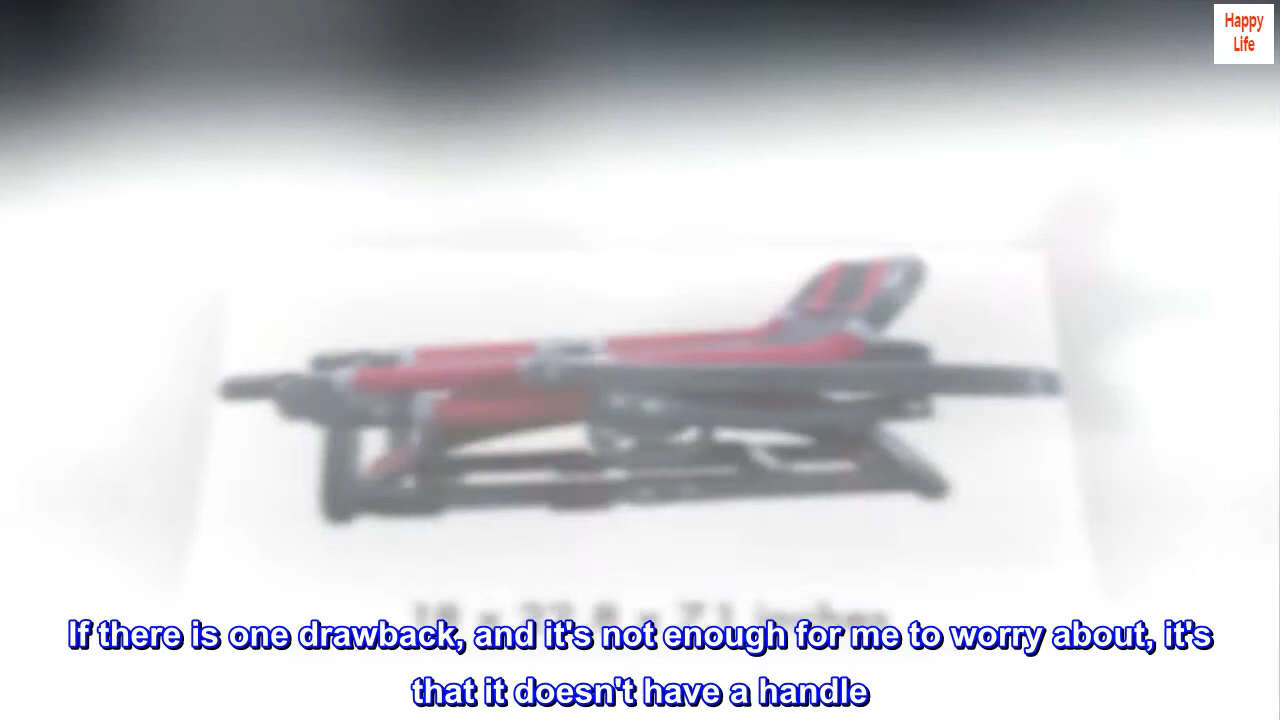 Happy
Life
If there is one drawback, and it's not enough for me to worry about, it's
that it doesn't have a handle